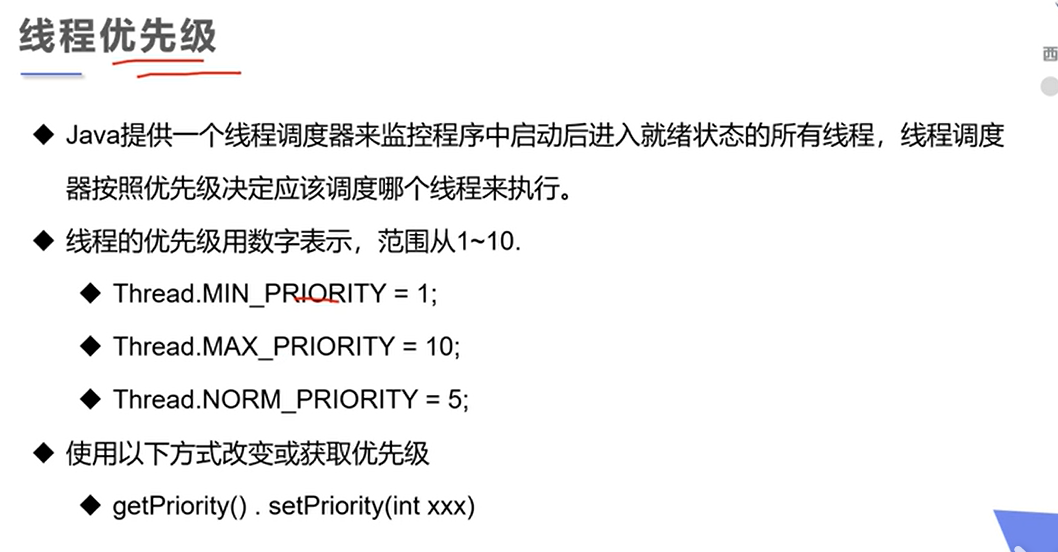 线程优先级
西
Java提供一个线程调度器来监控程序中启动后进入就绪状态的所有线程，线程调度
器按照优先级决定应该调度哪个线程来执行。
线程的优先级用数字表示，范围从1~10.
Thread.MIN_PRIORITY = 1;
Thread.MAX_PRIORITY = 10;
Thread.NORM_PRIORITY = 5;
使用以下方式改变或获取优先级
getPriority() . setPriority(int xxx)